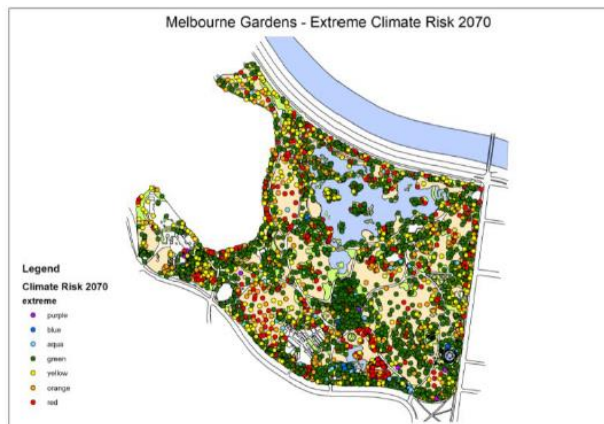 Melbourne Gardens - Extreme Climate Risk 2070
Legend
Climate Risk 2070
extreme
purple
blue
aqua
green
yellow
orange
red